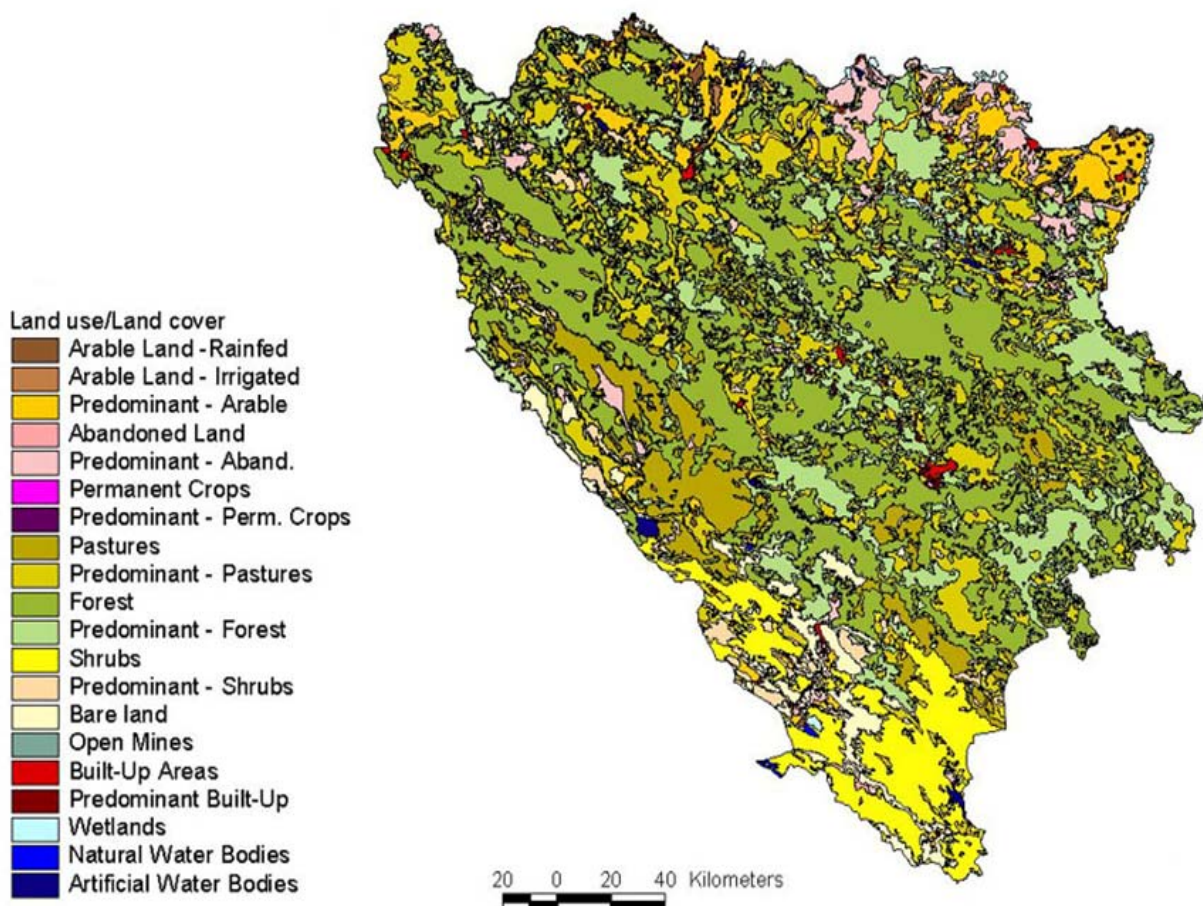 Land use/Land cover
Arable Land -Rainfed
Arable Land - Irrigated
Predominant - Arable
Abandoned Land
Predominant - Aband.
Permanent Crops
Predominant - Perm. Crops
Pastures
Predominant - Pastures
Forest
Predominant - Forest
Shrubs
Predominant - Shrubs
Bare land
Open Mines
Built-Up Areas
Predominant Built-Up
Wetlands
Natural Water Bodies
Artificial Water Bodies
20 0 20 40 Kilometers